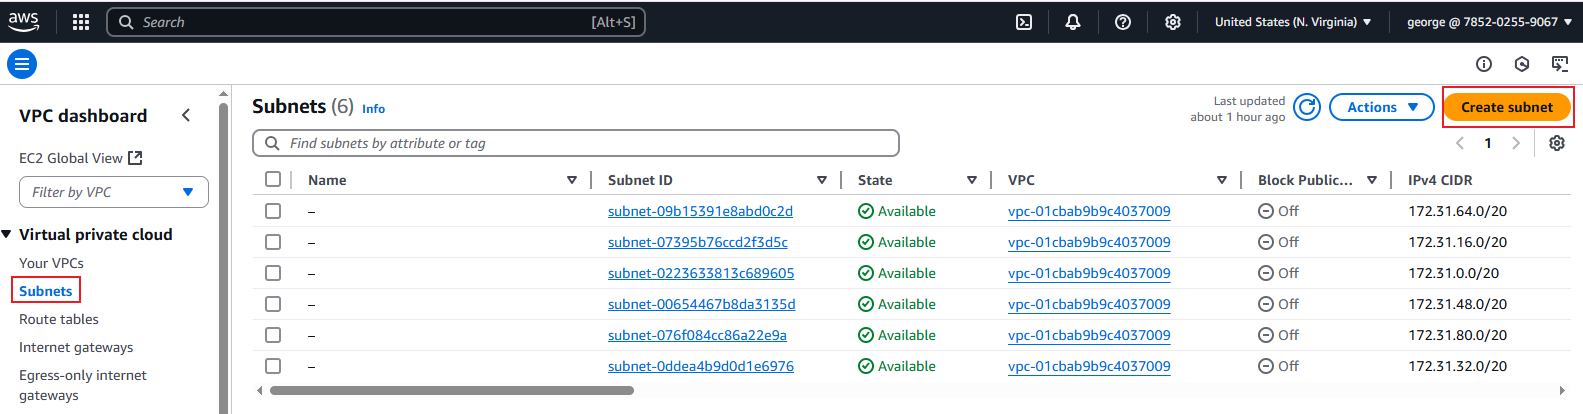 aws Search [Alt+S] United States (N. Virginia) george @ 7852-0255-9067
VPC dashboard
EC2 Global View
Filter by VPC
Virtual private cloud
Your VPCs
Subnets
Route tables
Internet gateways
Egress-only internet
gateways
Subnets (6) Info
Last updated
about 1 hour ago
Actions
Create subnet
Find subnets by attribute or tag
1
Name Subnet ID State VPC Block Public... IPv4 CIDR
– subnet-09b15391e8abd0c2d Available vpc-01cbab9b9c4037009 Off 172.31.64.0/20
– subnet-07395b76ccd2f3d5c Available vpc-01cbab9b9c4037009 Off 172.31.16.0/20
– subnet-0223633813c689605 Available vpc-01cbab9b9c4037009 Off 172.31.0.0/20
– subnet-00654467b8da3135d Available vpc-01cbab9b9c4037009 Off 172.31.48.0/20
– subnet-076f084cc86a22e9a Available vpc-01cbab9b9c4037009 Off 172.31.80.0/20
– subnet-0ddea4b9d0d1e6976 Available vpc-01cbab9b9c4037009 Off 172.31.32.0/20